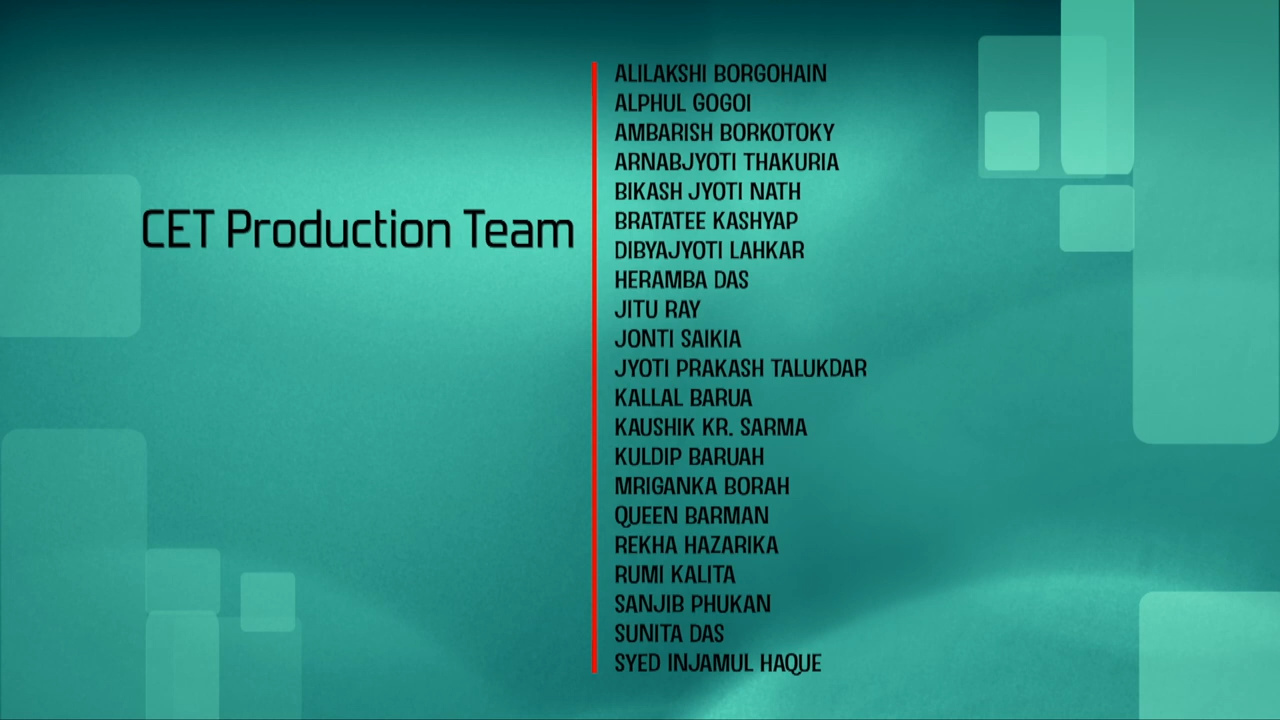 CET Production Team
ALILAKSHI BORGOHAIN
ALPHUL GOGOI
AMBARISH BORKOTOKY
ARNABJYOTI THAKURIA
BIKASH JYOTI NATH
BRATATEE KASHYAP
DIBYAJYOTI LAHKAR
HERAMBA DAS
JITU RAY
JONTI SAIKIA
JYOTI PRAKASH TALUKDAR
KALLAL BARUA
KAUSHIK KR. SARMA
KULDIP BARUAH
MRIGANKA BORAH
QUEEN BARMAN
REKHA HAZARIKA
RUMI KALITA
SANJIB PHUKAN
SUNITA DAS
SYED INJAMUL HAQUE